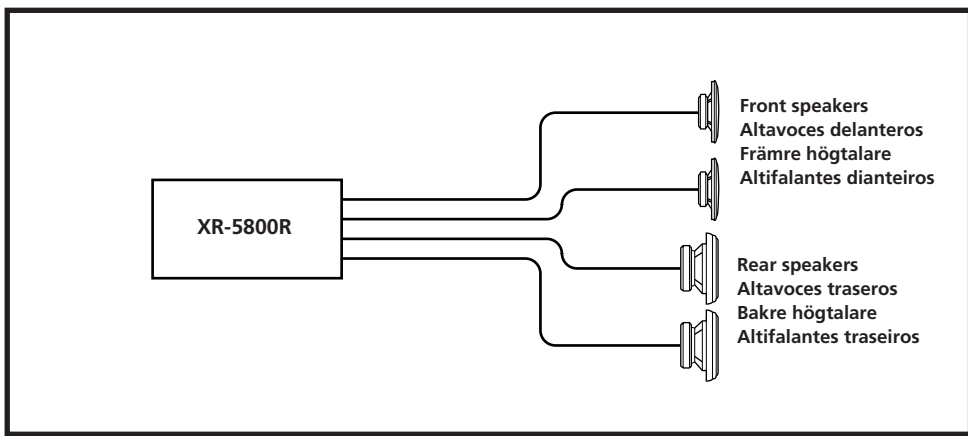 XR-5800R
Front speakers
Altavoces delanteros
Främre högtalare
Altifalantes dianteiros
Rear speakers
Altavoces traseros
Bakre högtalare
Altifalantes traseiros